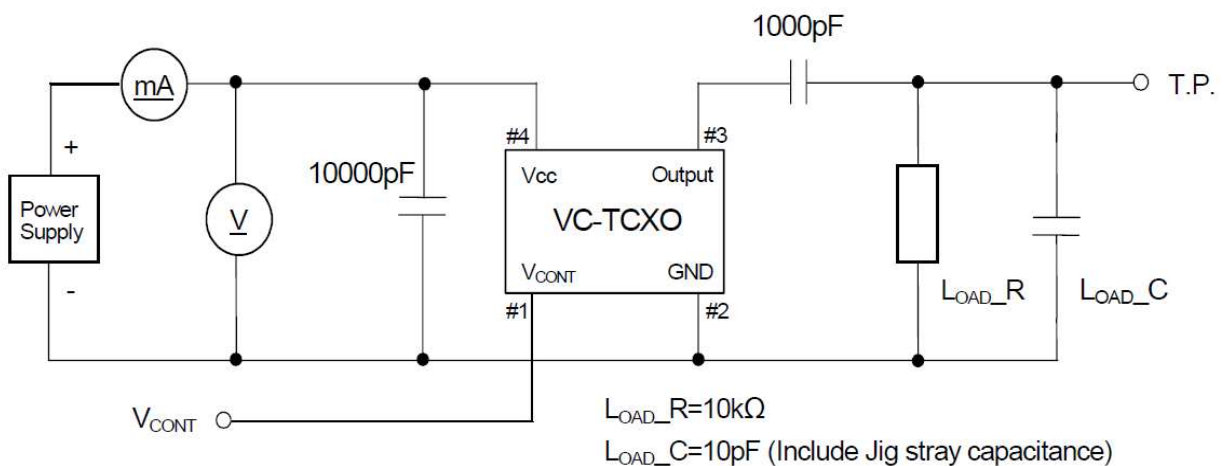 1000pF
mA
T.P.
#4
#3
+
10000pF
Vcc
Output
Power
Supply
V
VC-TCXO
VCONT
GND
-
#1
#2
LOAD_R
LOAD_C
VCONT
LOAD_R=10kΩ
LOAD_C=10pF (Include Jig stray capacitance)